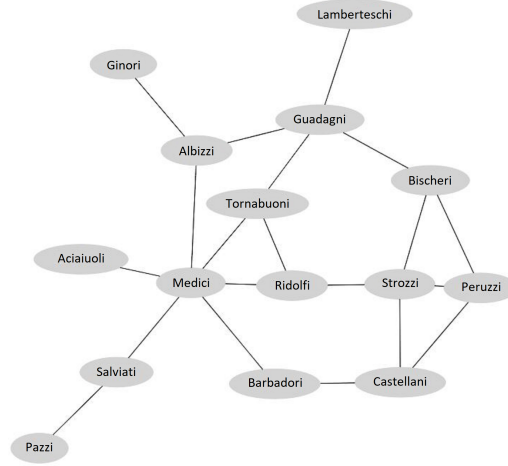 Lamberteschi
Ginori
Guadagni
Albizzi
Bischeri
Tornabuoni
Aciaiuoli
Medici
Ridolfi
Strozzi
Peruzzi
Salviati
Barbadori
Castellani
Pazzi